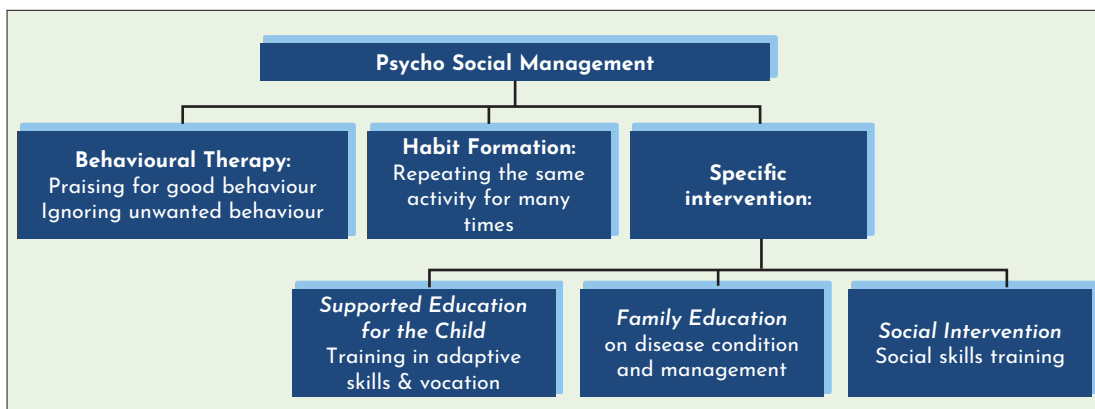 Psycho Social Management
Behavioural Therapy:
Praising for good behaviour
Ignoring unwanted behaviour
Habit Formation:
Repeating the same
activity for many
times
Specific
intervention:
Supported Education
for the Child
Training in adaptive
skills & vocation
Family Education
on disease condition
and management
Social Intervention
Social skills training